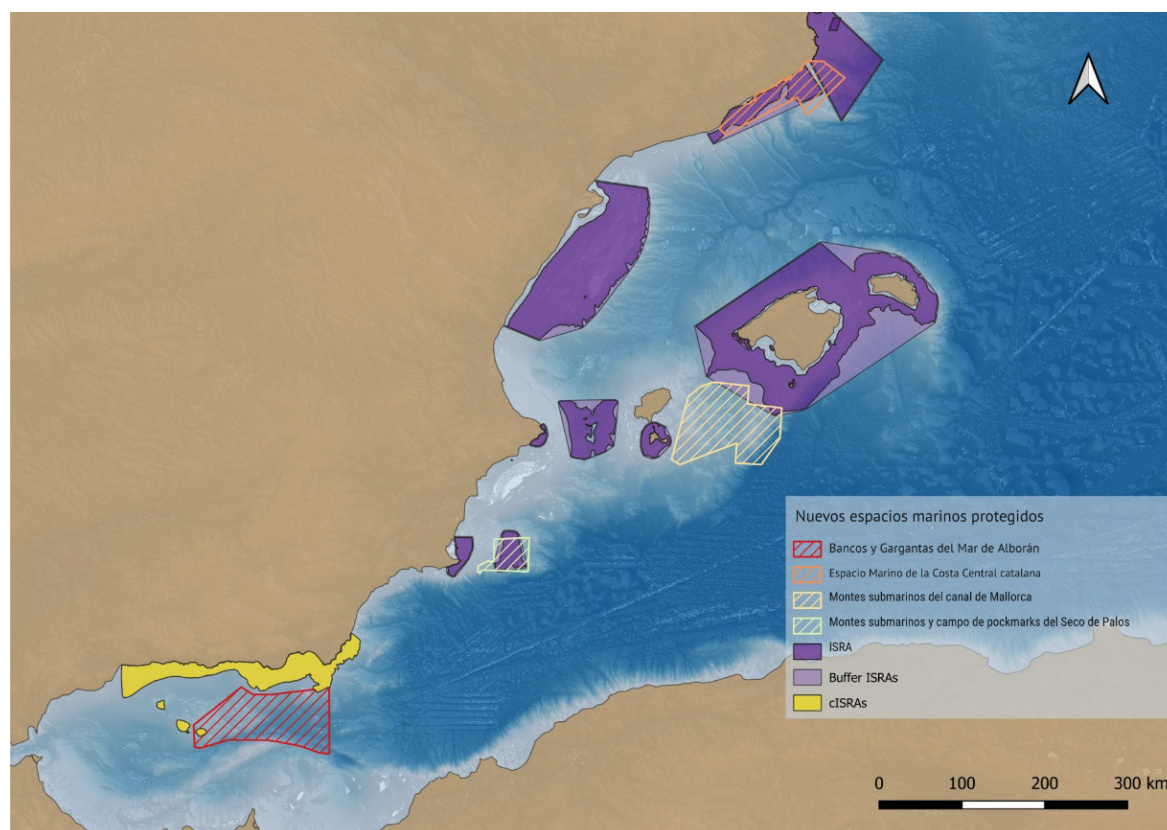 Nuevos espacios marinos protegidos
Bancos y Gargantas del Mar de Alborán
Espacio Marino de la Costa Central catalana
Montes submarinos del canal de Mallorca
Montes submarinos y campo de pockmarks del Seco de Palos
ISRA
Buffer ISRAs
cISRAs
0 100 200 300 km